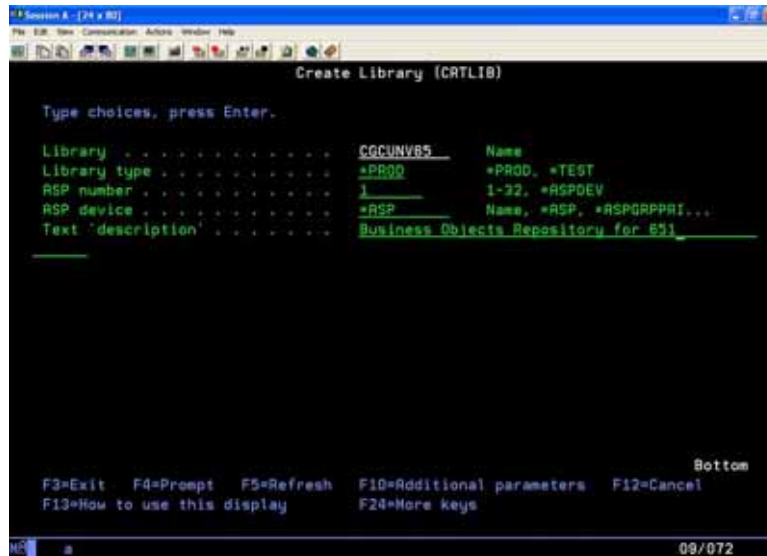 Session A - [24 x 80]
File Edit View Communication Actions Window Help
Create Library (CRTLIB)
Type choices, press Enter.
Library . . . . . . . . . . . CGCUNVB5 Name
Library type . . . . . . . . . *PROD *PROD, *TEST
ASP number . . . . . . . . . . 1 1-32, *ASPDEV
ASP device . . . . . . . . . . *ASP Name, *ASP, *ASPGRPPRI...
Text 'description' . . . . . . . Business Objects Repository for 651_
Bottom
F3=Exit F4=Prompt F5=Refresh F10=Additional parameters F12=Cancel
F13=How to use this display F24=More keys
a 09/072